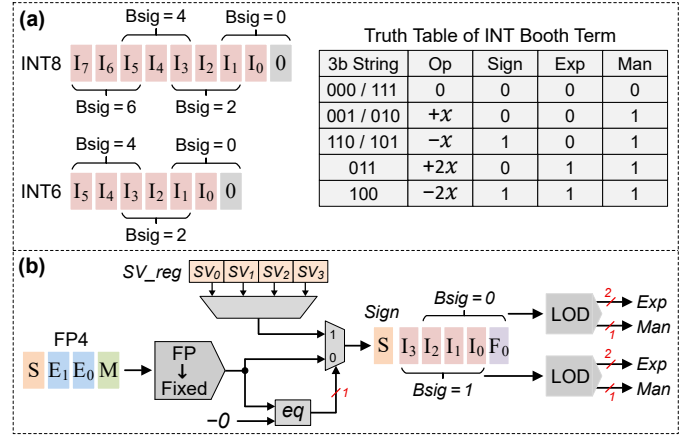 (a)
Bsig = 4
Bsig = 0
INT8
I7 I6 I5 I4 I3 I2 I1 I0 0
Bsig = 6
Bsig = 2
Bsig = 4
Bsig = 0
INT6
I5 I4 I3 I2 I1 I0 0
Bsig = 2
Truth Table of INT Booth Term
3b String Op Sign Exp Man
000 / 111 0 0 0 0
001 / 010 +x 0 0 1
110 / 101 −x 1 0 1
011 +2x 0 1 1
100 −2x 1 1 1
(b)
SV_reg SV0 SV1 SV2 SV3
FP4
S E1 E0 M
FP
↓
Fixed
−0
eq
1
1
0
Sign
Bsig = 0
S I3 I2 I1 I0 F0
Bsig = 1
LOD
2
Exp
1
Man
LOD
2
Exp
1
Man